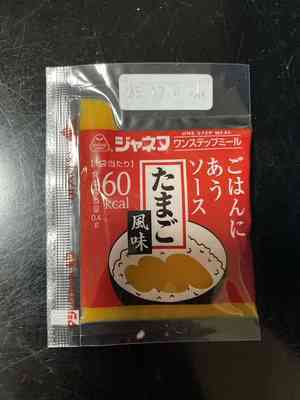 ジャネフ
ONE STEP MEAL
ワンステップミール
ごはんに
あう
ソース
たまご
風味
60
kcal